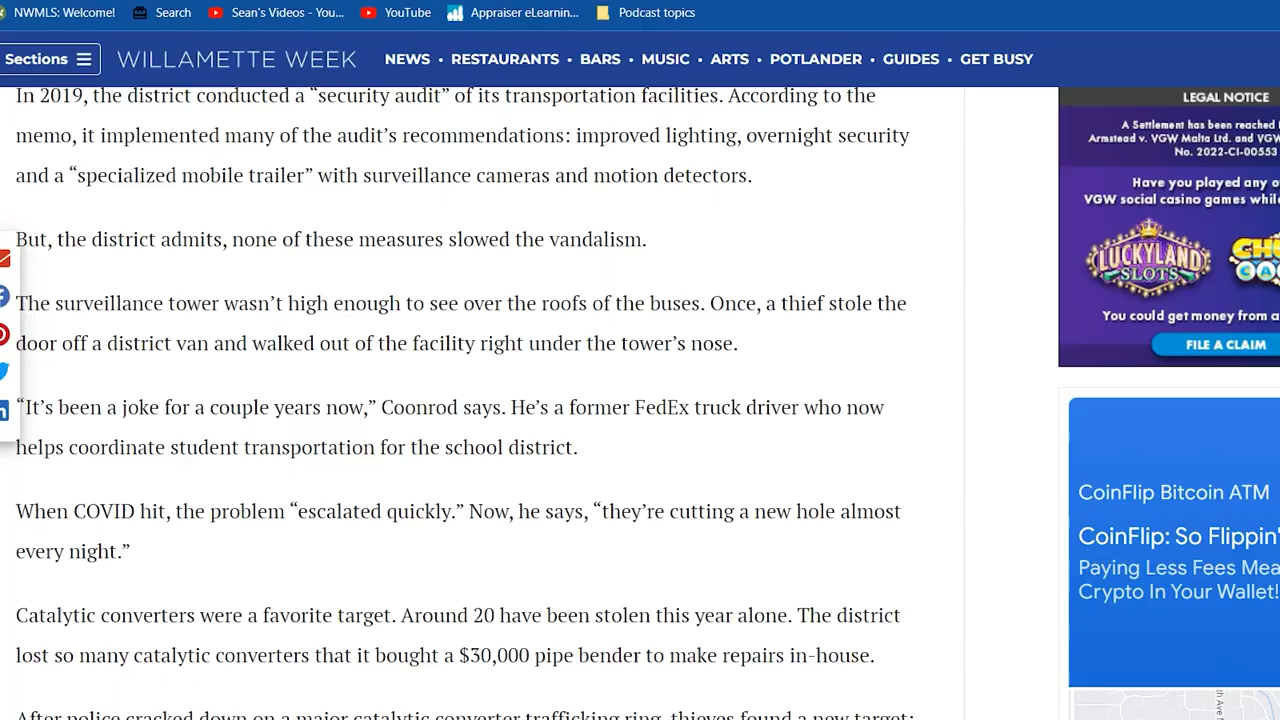 NWMLS: Welcome!
Search
Sean's Videos - You...
YouTube
Appraiser eLearnin...
Podcast topics
Sections
WILLAMETTE WEEK
NEWS • RESTAURANTS • BARS • MUSIC • ARTS • POTLANDER • GUIDES • GET BUSY
In 2019, the district conducted a “security audit” of its transportation facilities. According to the
memo, it implemented many of the audit’s recommendations: improved lighting, overnight security
and a “specialized mobile trailer” with surveillance cameras and motion detectors.
But, the district admits, none of these measures slowed the vandalism.
The surveillance tower wasn’t high enough to see over the roofs of the buses. Once, a thief stole the
door off a district van and walked out of the facility right under the tower’s nose.
“It’s been a joke for a couple years now,” Coonrod says. He’s a former FedEx truck driver who now
helps coordinate student transportation for the school district.
When COVID hit, the problem “escalated quickly.” Now, he says, “they’re cutting a new hole almost
every night.”
Catalytic converters were a favorite target. Around 20 have been stolen this year alone. The district
lost so many catalytic converters that it bought a $30,000 pipe bender to make repairs in-house.
After police cracked down on a major catalytic converter trafficking ring, thieves found a new target:
LEGAL NOTICE
A Settlement has been reached
Armstead v. VGW Malta Ltd. and VGW
No. 2022-CI-00553
Have you played any o
VGW social casino games while
LUCKYLAND
SLOTS
You could get money from a
FILE A CLAIM
CoinFlip Bitcoin ATM
CoinFlip: So Flippin'
Paying Less Fees Mea
Crypto In Your Wallet!